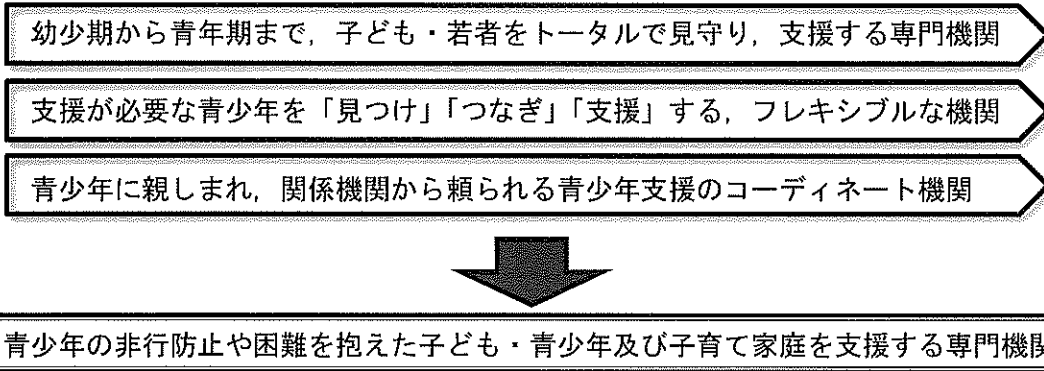 幼少期から青年期まで，子ども・若者をトータルで見守り，支援する専門機関
支援が必要な青少年を「見つけ」「つなぎ」「支援」する，フレキシブルな機関
青少年に親しまれ，関係機関から頼られる青少年支援のコーディネート機関
青少年の非行防止や困難を抱えた子ども・青少年及び子育て家庭を支援する専門機関